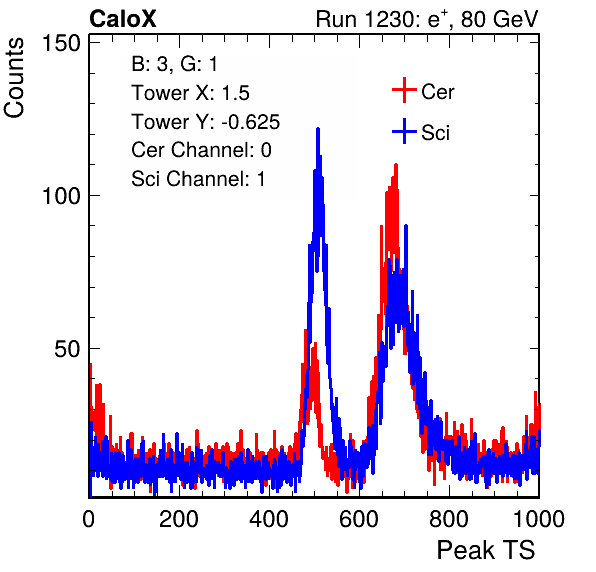 CaloX Run 1230: e+, 80 GeV
150
Counts
B: 3, G: 1
Tower X: 1.5
Cer
Tower Y: -0.625
Sci
Cer Channel: 0
Sci Channel: 1
100
50
0 200 400 600 800 1000
Peak TS